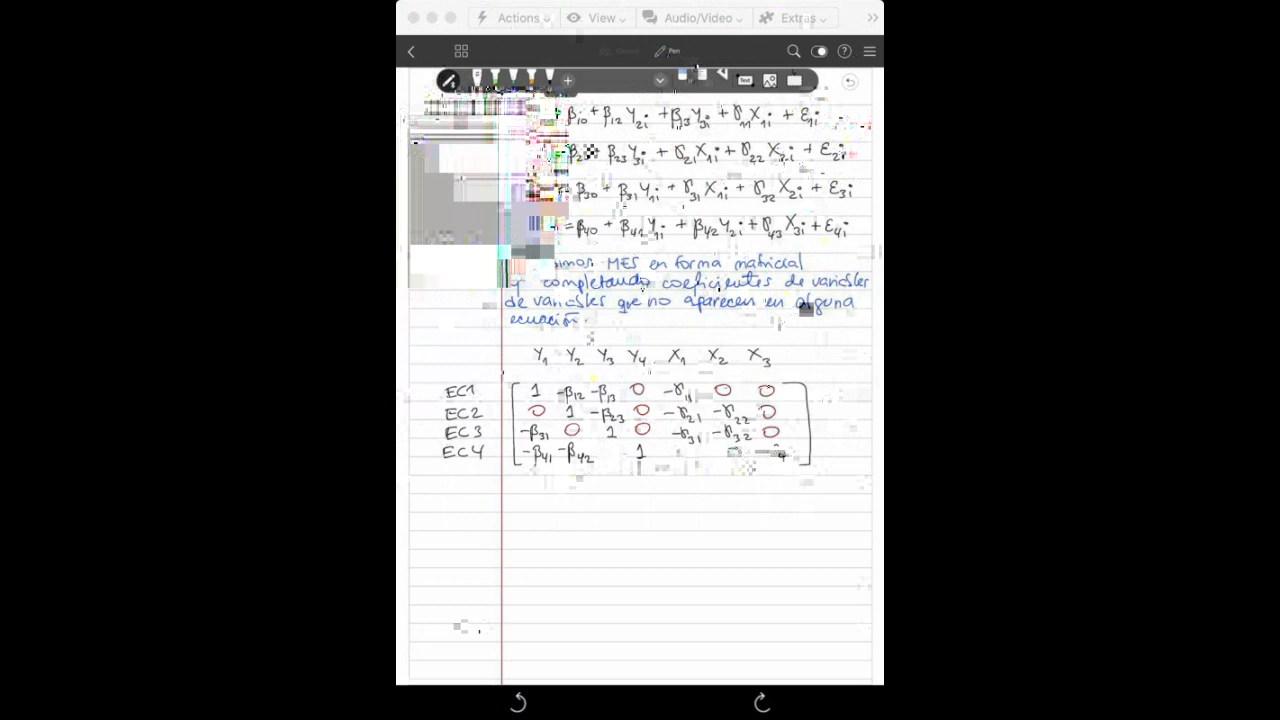 Actions View Audio/Video Extras
Pen
Text
β10 + β12 Y2i + β13 Y3i + γ11 X1i + ε1i
β23 Y3i + γ21 X1i + γ22 X2i + ε2i
= β30 + β31 Y1i + γ31 X1i + γ32 X2i + ε3i
= β40 + β41 Y1i + β42 Y2i + γ43 X3i + ε4i
MES en forma matricial
y completando coeficientes de variables
de variables que no aparecen en alguna
ecuación.
Y1 Y2 Y3 Y4 X1 X2 X3
EC1 1 -β12 -β13 0 -γ11 0 0
EC2 0 1 -β23 0 -γ21 -γ22 0
EC3 -β31 0 1 0 -γ31 -γ32 0
EC4 -β41 -β42 1